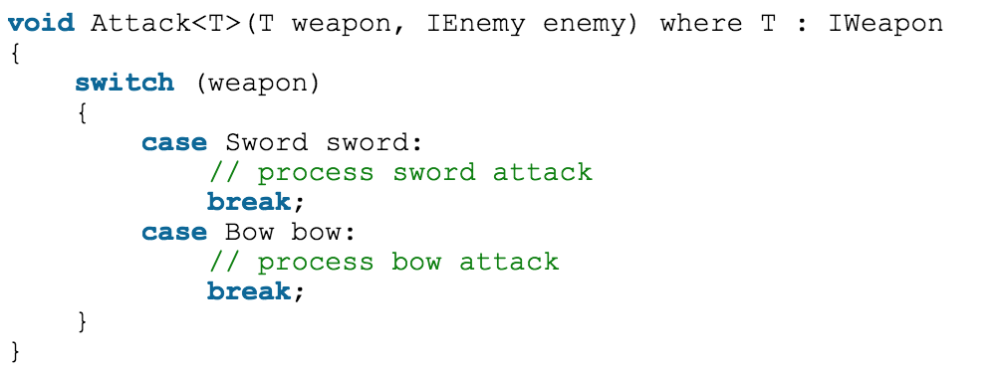 void Attack<T>(T weapon, IEnemy enemy) where T : IWeapon
{
    switch (weapon)
    {
        case Sword sword:
            // process sword attack
            break;
        case Bow bow:
            // process bow attack
            break;
    }
}